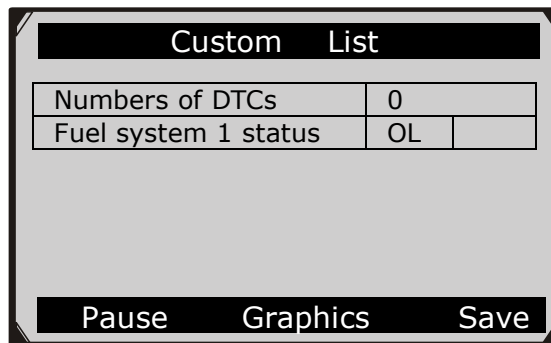 Custom List
Numbers of DTCs 0
Fuel system 1 status OL
Pause Graphics Save